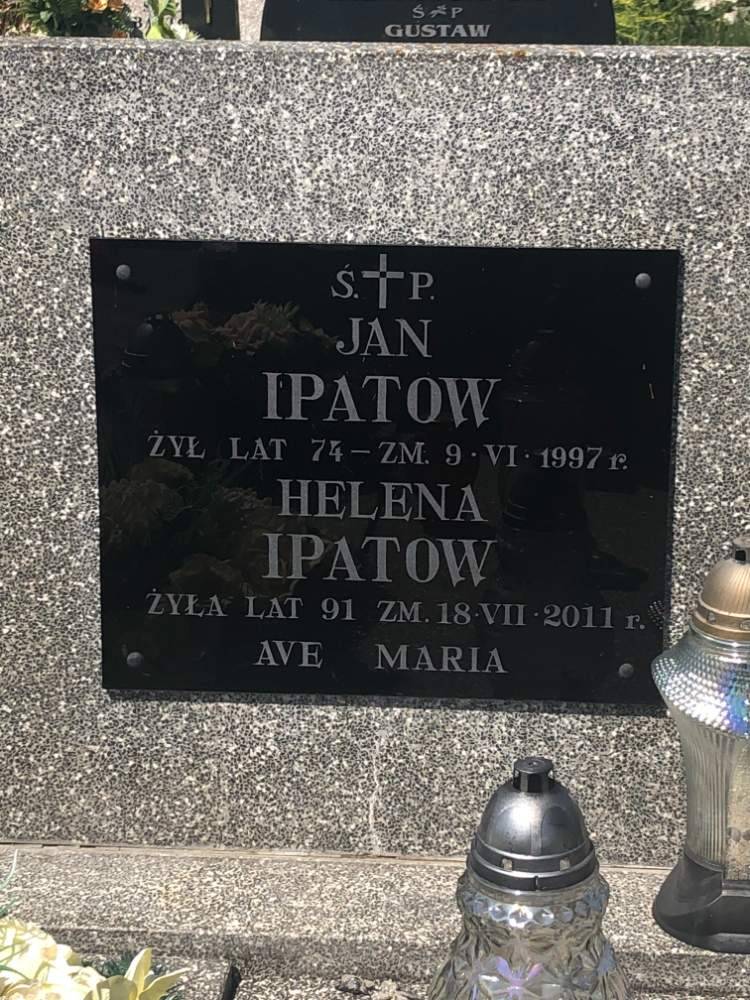 Ś P
GUSTAW
Ś. P.
JAN
IPATOW
ŻYŁ LAT 74 – ZM. 9 · VI · 1997 r.
HELENA
IPATOW
ŻYŁA LAT 91 ZM. 18 · VII · 2011 r.
AVE MARIA